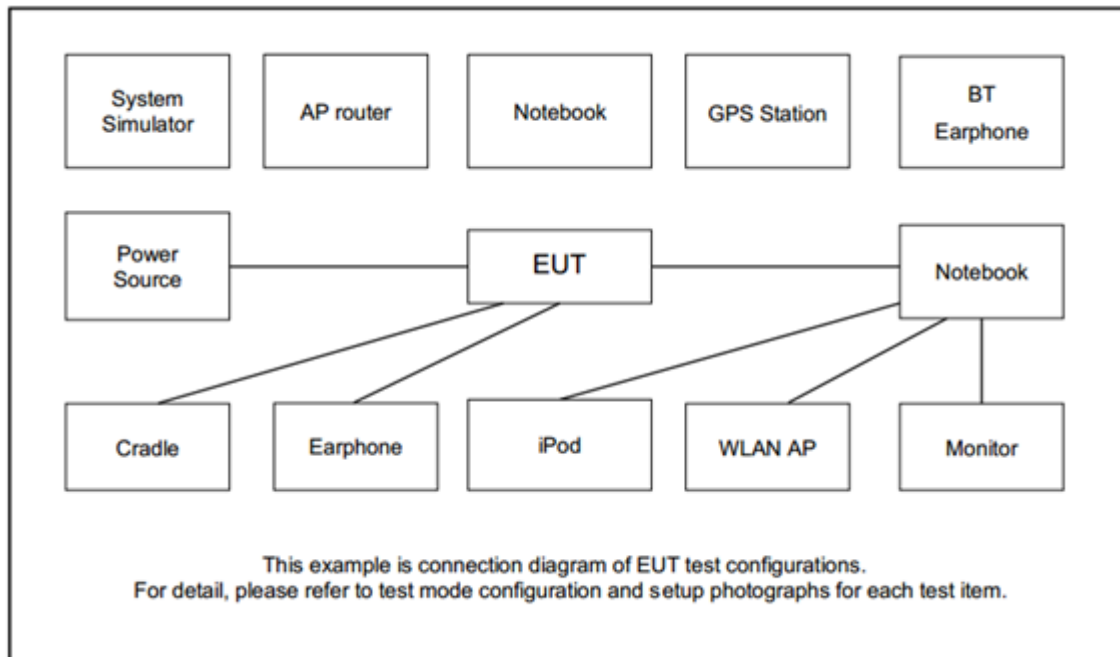 System
Simulator
AP router
Notebook
GPS Station
BT
Earphone
Power
Source
EUT
Notebook
Cradle
Earphone
iPod
WLAN AP
Monitor
This example is connection diagram of EUT test configurations.
For detail, please refer to test mode configuration and setup photographs for each test item.